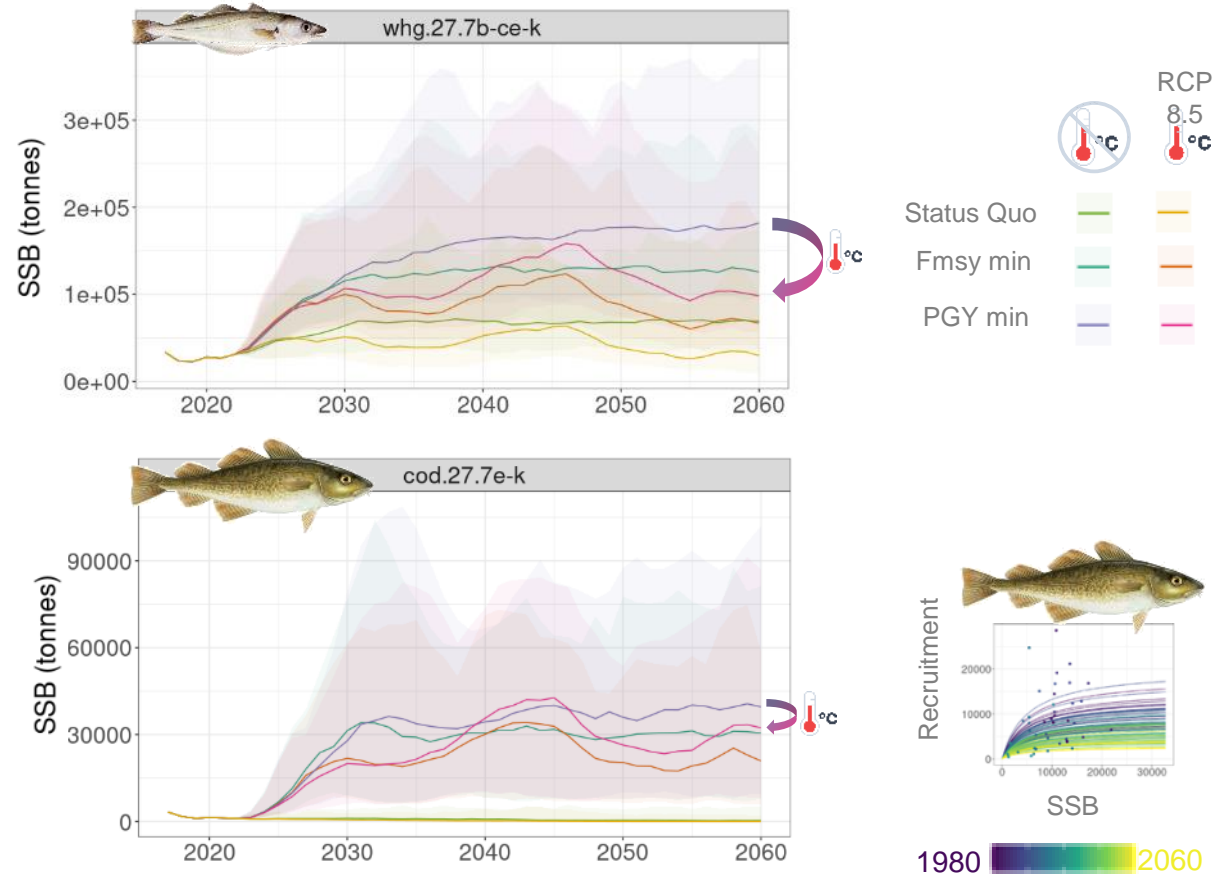 whg.27.7b-ce-k
SSB (tonnes)
3e+05
2e+05
1e+05
0e+00
2020 2030 2040 2050 2060
°C
RCP
8.5
°C °C
Status Quo
Fmsy min
PGY min
cod.27.7e-k
SSB (tonnes)
90000
60000
30000
0
2020 2030 2040 2050 2060
°C
Recruitment
20000
10000
0
0 10000 20000 30000
SSB
1980 2060